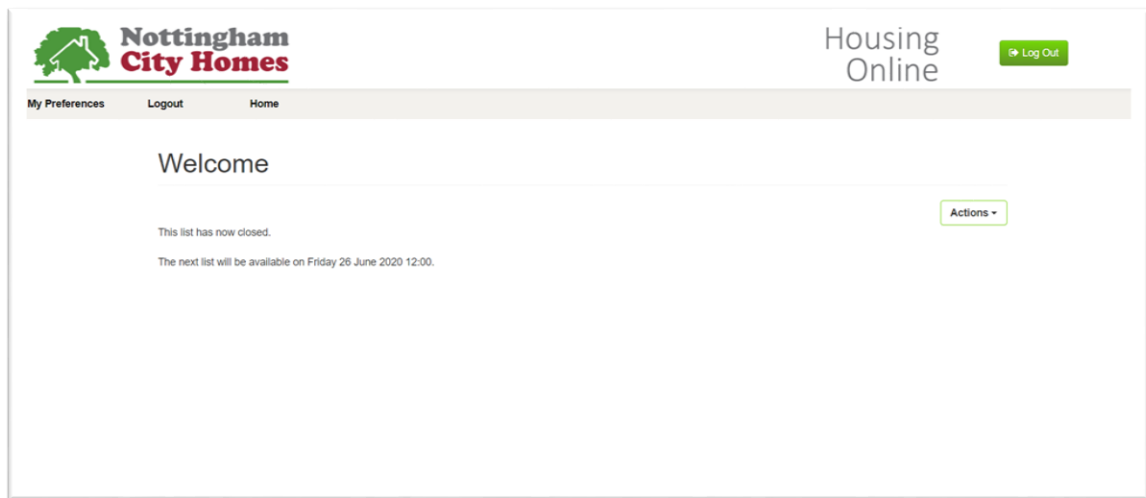 Nottingham
City Homes
Housing
Online
Log Out
My Preferences Logout Home
Welcome
Actions
This list has now closed.
The next list will be available on Friday 26 June 2020 12:00.